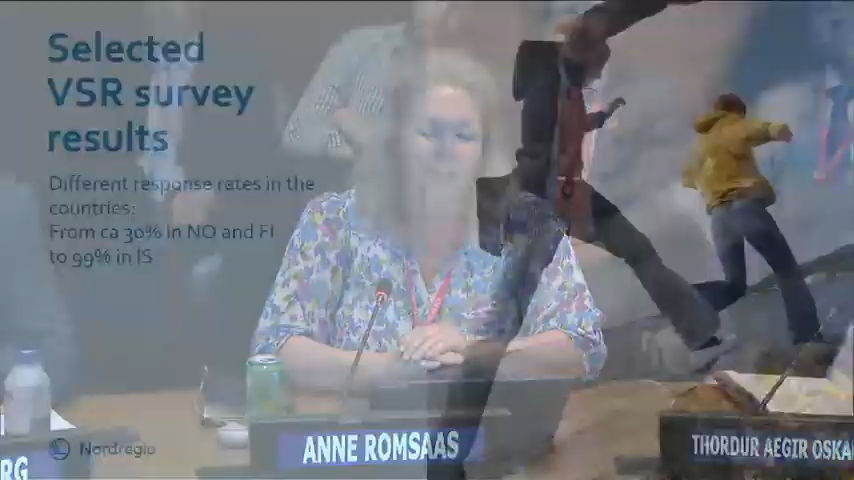 Selected
VSR survey
results
Different response rates in the
countries:
From ca 30% in NO and FI
to 99% in IS
Nordregio
RG
ANNE ROMSAAS
THORDUR AEGIR OSKA